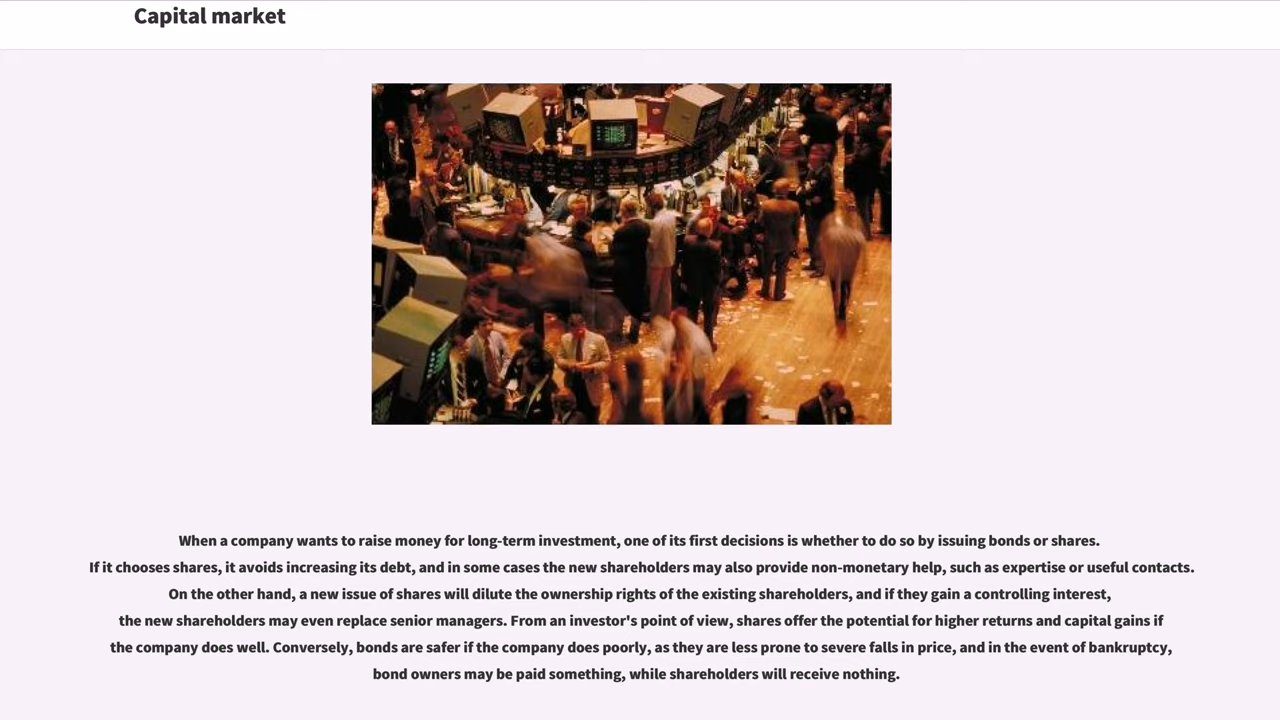 Capital market
When a company wants to raise money for long-term investment, one of its first decisions is whether to do so by issuing bonds or shares.
If it chooses shares, it avoids increasing its debt, and in some cases the new shareholders may also provide non-monetary help, such as expertise or useful contacts.
On the other hand, a new issue of shares will dilute the ownership rights of the existing shareholders, and if they gain a controlling interest,
the new shareholders may even replace senior managers. From an investor's point of view, shares offer the potential for higher returns and capital gains if
the company does well. Conversely, bonds are safer if the company does poorly, as they are less prone to severe falls in price, and in the event of bankruptcy,
bond owners may be paid something, while shareholders will receive nothing.